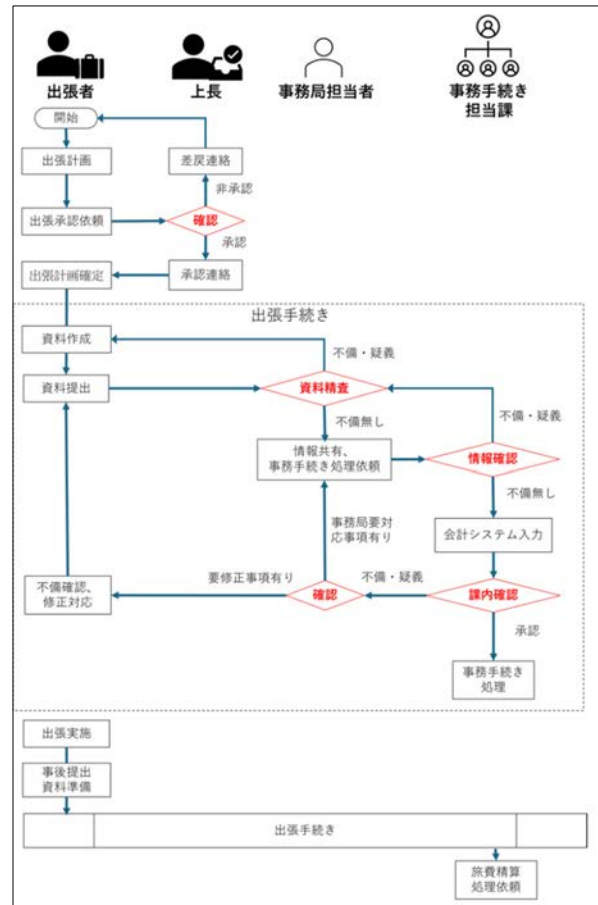 出張者
上長
事務局担当者
事務手続き
担当課
開始
出張計画
差戻連絡
非承認
出張承認依頼
確認
承認
出張計画確定
承認連絡
出張手続き
資料作成
不備・疑義
資料提出
資料精査
不備・疑義
不備無し
情報共有、
事務手続き処理依頼
情報確認
不備無し
事務局要対
応事項有り
会計システム入力
不備確認、
修正対応
要修正事項有り
確認
不備・疑義
課内確認
承認
事務手続き
処理
出張実施
事後提出
資料準備
出張手続き
旅費精算
処理依頼